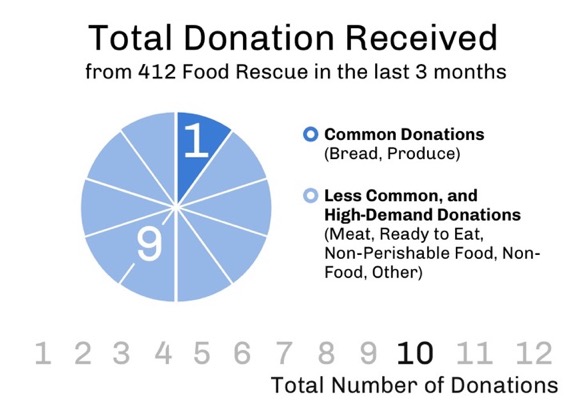 Total Donation Received
from 412 Food Rescue in the last 3 months
1
9
Common Donations
(Bread, Produce)
Less Common, and
High-Demand Donations
(Meat, Ready to Eat,
Non-Perishable Food, Non-
Food, Other)
1 2 3 4 5 6 7 8 9 10 11 12
Total Number of Donations